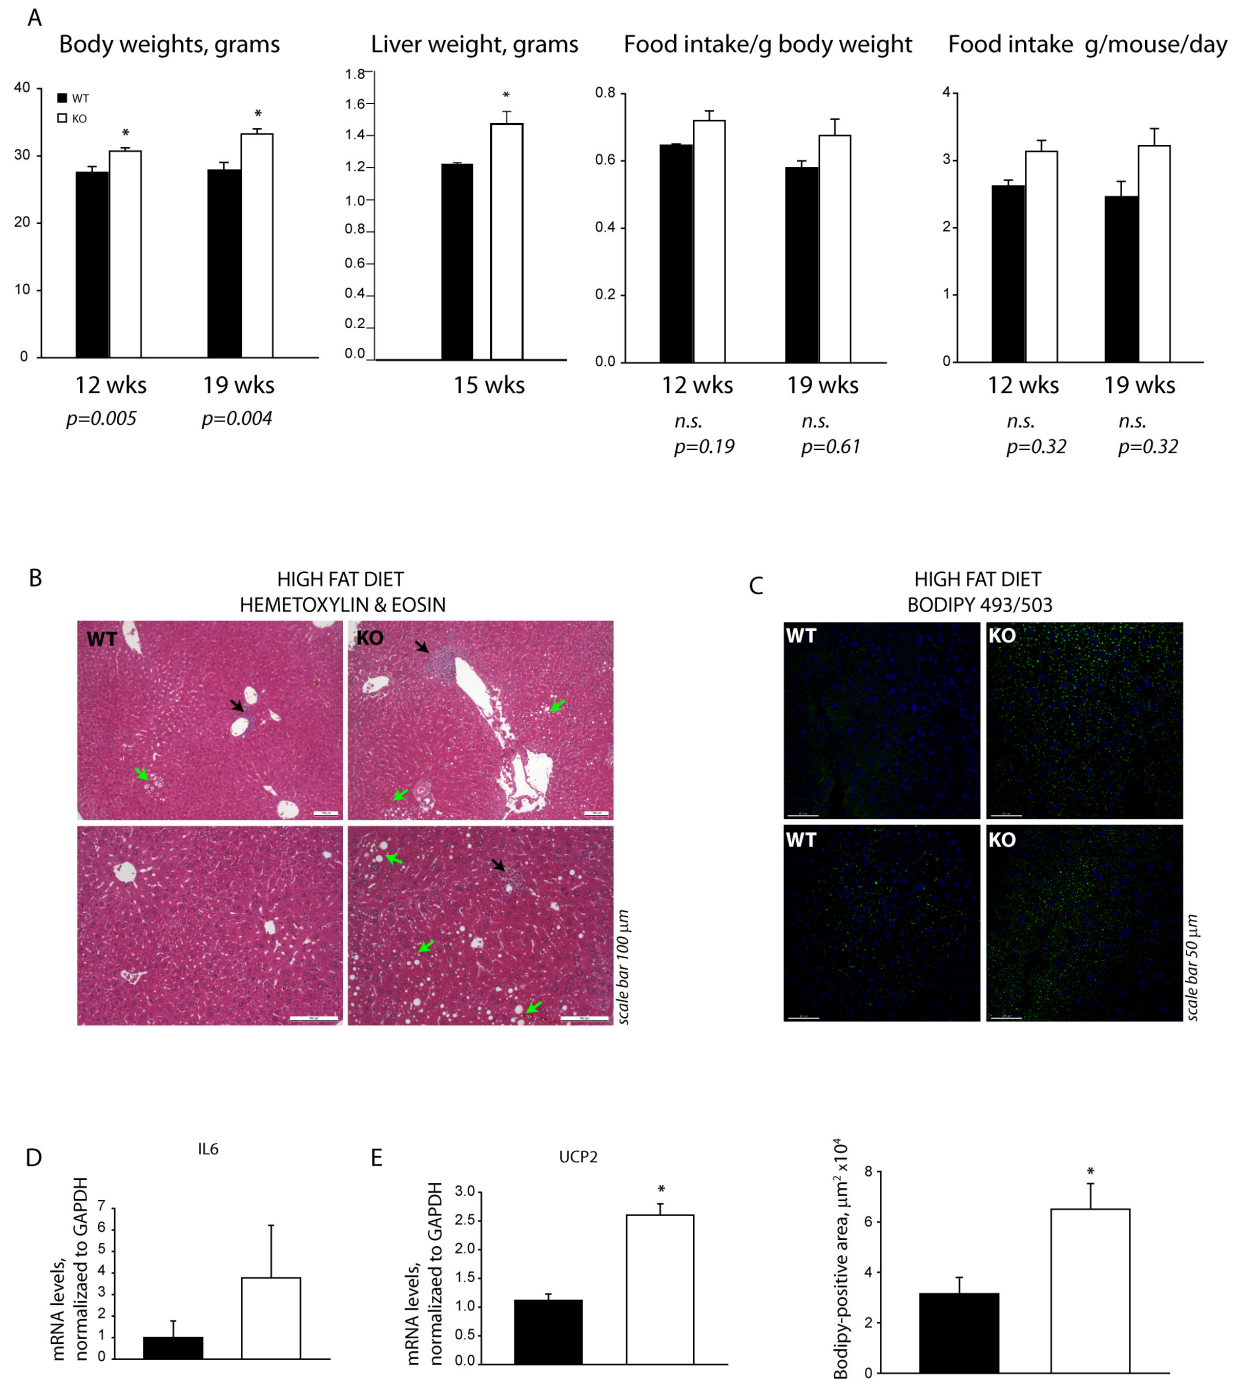 A
Body weights, grams
Liver weight, grams
Food intake/g body weight
Food intake g/mouse/day
40
30
20
10
0
WT
KO
*
*
12 wks
19 wks
p=0.005
p=0.004
1.8
1.6
1.4
1.2
1.0
0.8
0.6
0.4
0.2
0.0
*
15 wks
0.8
0.6
0.4
0.2
0.0
12 wks
19 wks
n.s.
n.s.
p=0.19
p=0.61
4
3
2
1
0
12 wks
19 wks
n.s.
n.s.
p=0.32
p=0.32
B
HIGH FAT DIET
HEMETOXYLIN & EOSIN
WT
KO
scale bar 100 μm
C
HIGH FAT DIET
BODIPY 493/503
WT
KO
WT
KO
scale bar 50 μm
D
IL6
mRNA levels,
normalizaed to GAPDH
7
6
5
4
3
2
1
0
E
UCP2
mRNA levels,
normalizaed to GAPDH
3.0
2.5
2.0
1.5
1.0
0.5
0.0
*
Bodipy-positive area, μm² x10⁴
8
6
4
2
0
*